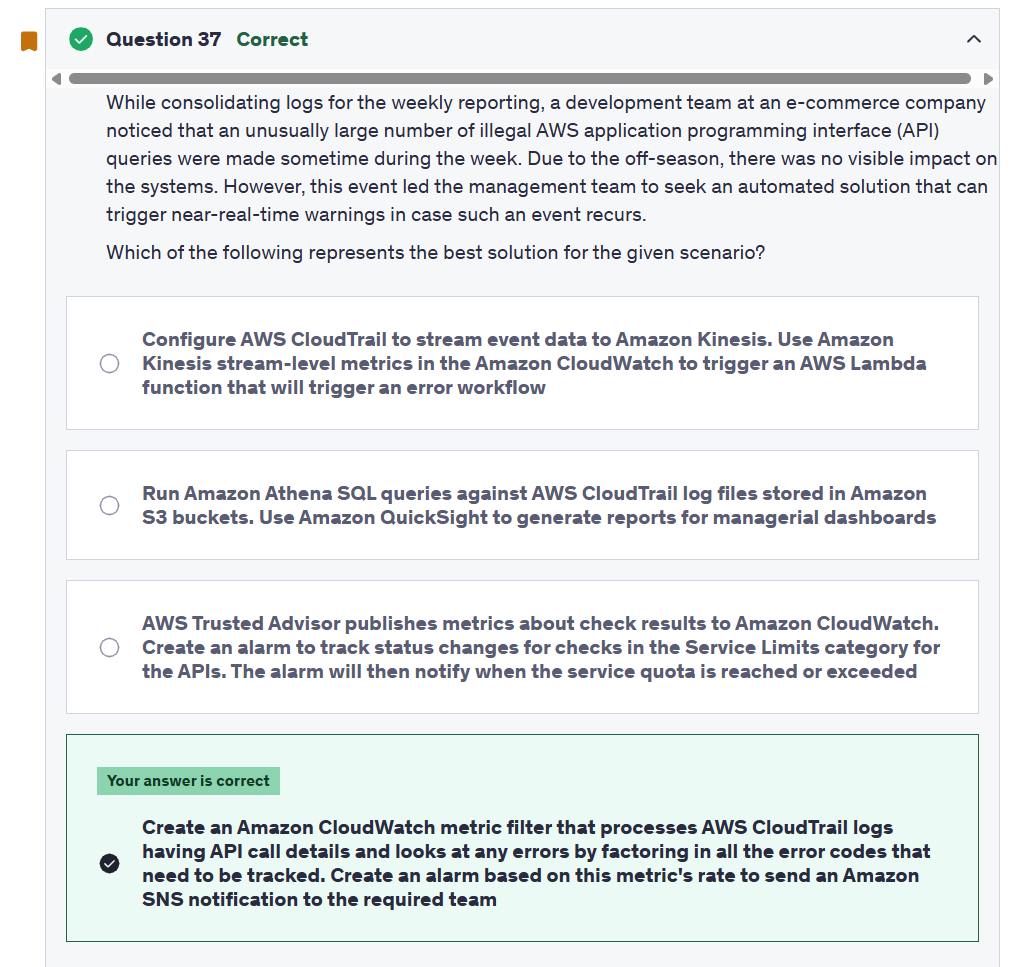 Question 37 Correct
While consolidating logs for the weekly reporting, a development team at an e-commerce company
noticed that an unusually large number of illegal AWS application programming interface (API)
queries were made sometime during the week. Due to the off-season, there was no visible impact on
the systems. However, this event led the management team to seek an automated solution that can
trigger near-real-time warnings in case such an event recurs.
Which of the following represents the best solution for the given scenario?
Configure AWS CloudTrail to stream event data to Amazon Kinesis. Use Amazon
Kinesis stream-level metrics in the Amazon CloudWatch to trigger an AWS Lambda
function that will trigger an error workflow
Run Amazon Athena SQL queries against AWS CloudTrail log files stored in Amazon
S3 buckets. Use Amazon QuickSight to generate reports for managerial dashboards
AWS Trusted Advisor publishes metrics about check results to Amazon CloudWatch.
Create an alarm to track status changes for checks in the Service Limits category for
the APIs. The alarm will then notify when the service quota is reached or exceeded
Your answer is correct
Create an Amazon CloudWatch metric filter that processes AWS CloudTrail logs
having API call details and looks at any errors by factoring in all the error codes that
need to be tracked. Create an alarm based on this metric's rate to send an Amazon
SNS notification to the required team